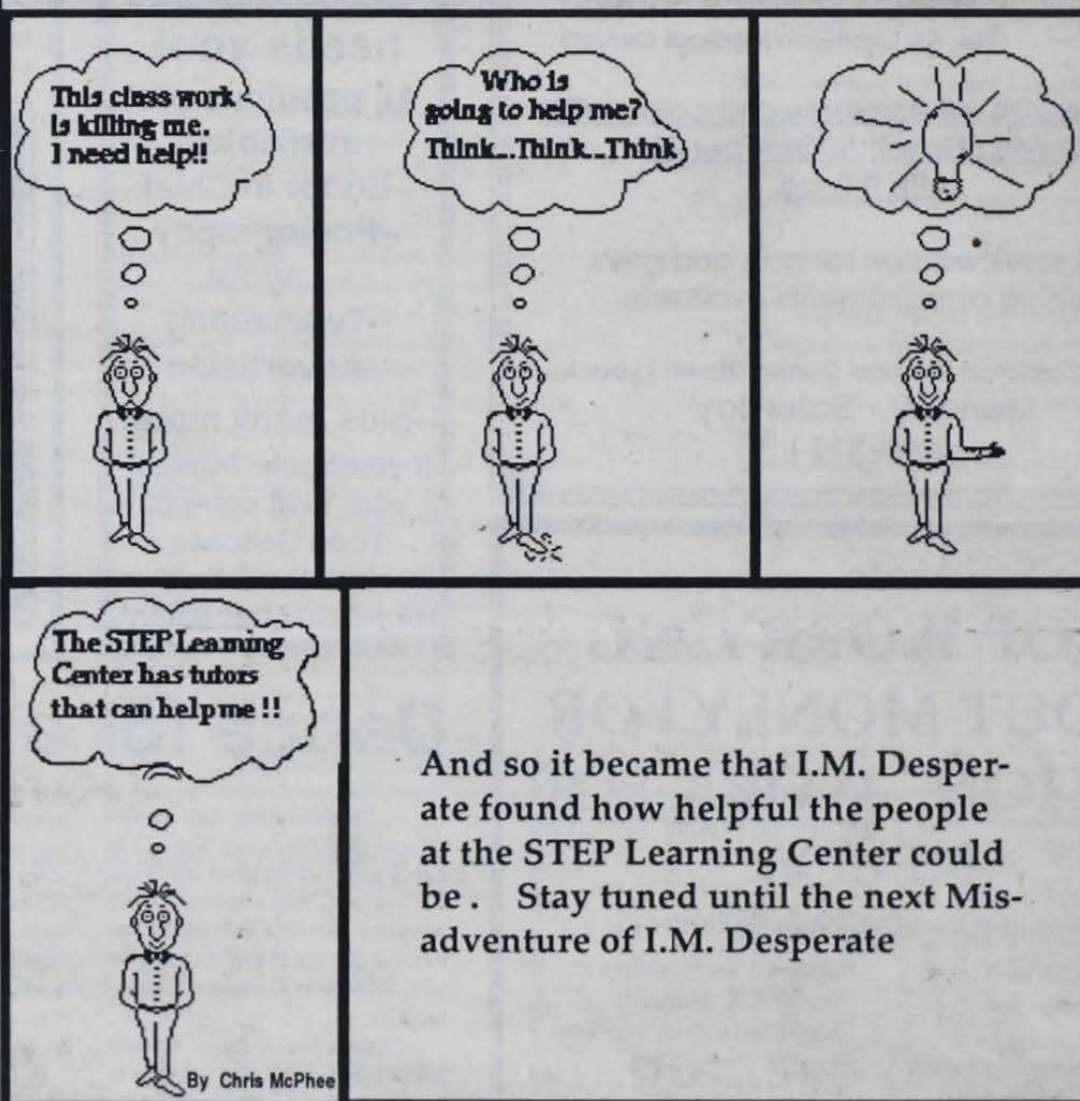 This class work
is killing me.
I need help!!
Who is
going to help me?
Think...Think...Think
The STEP Learning
Center has tutors
that can help me !!
By Chris McPhee
And so it became that I.M. Desper-
ate found how helpful the people
at the STEP Learning Center could
be . Stay tuned until the next Mis-
adventure of I.M. Desperate